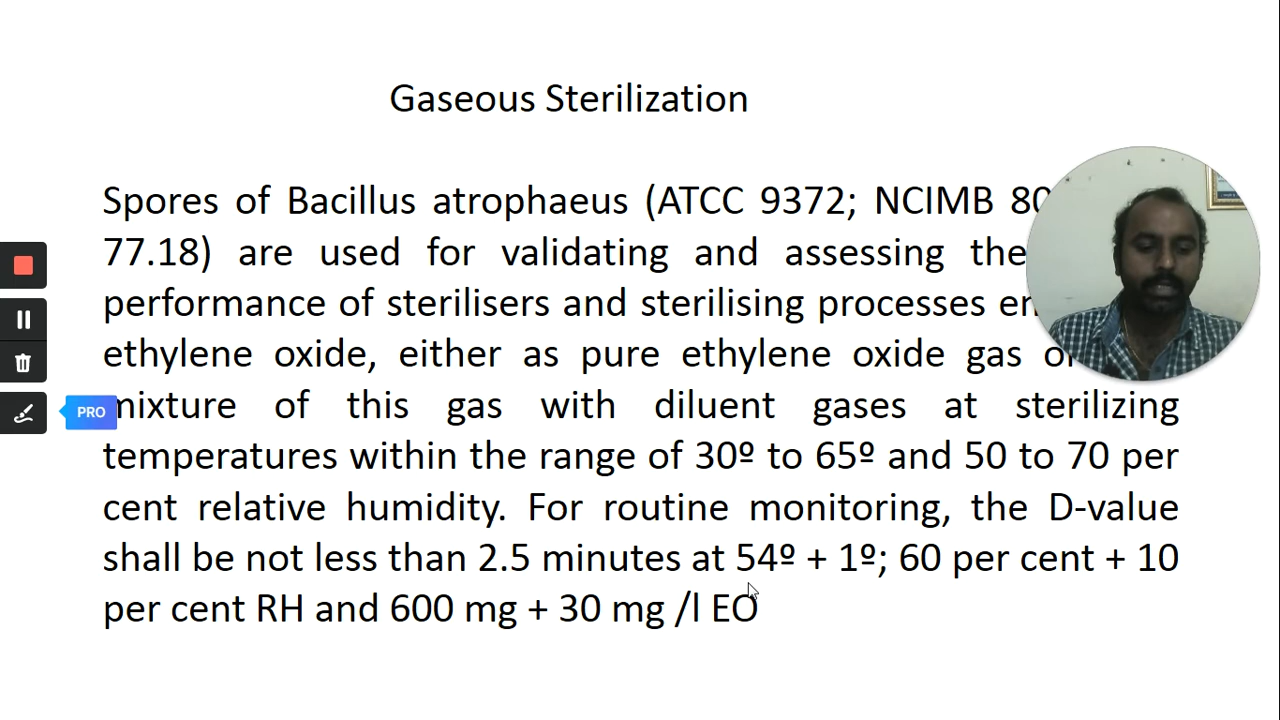 Gaseous Sterilization
Spores of Bacillus atrophaeus (ATCC 9372; NCIMB
77.18) are used for validating and assessing the
performance of sterilisers and sterilising processes
ethylene oxide, either as pure ethylene oxide gas
PRO
mixture of this gas with diluent gases at sterilizing
temperatures within the range of 30º to 65º and 50 to 70 per
cent relative humidity. For routine monitoring, the D-value
shall be not less than 2.5 minutes at 54º + 1º; 60 per cent + 10
per cent RH and 600 mg + 30 mg /l EO